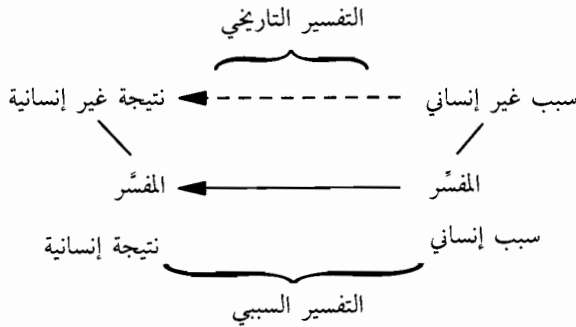 التفسير التاريخي
سبب غير إنساني نتيجة غير إنسانية
المفسِّر المفسَّر
سبب إنساني نتيجة إنسانية
التفسير السببي